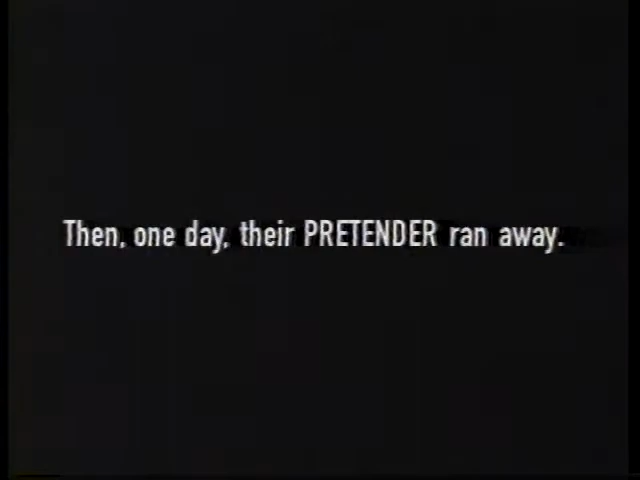 Then, one day, their PRETENDER ran away.